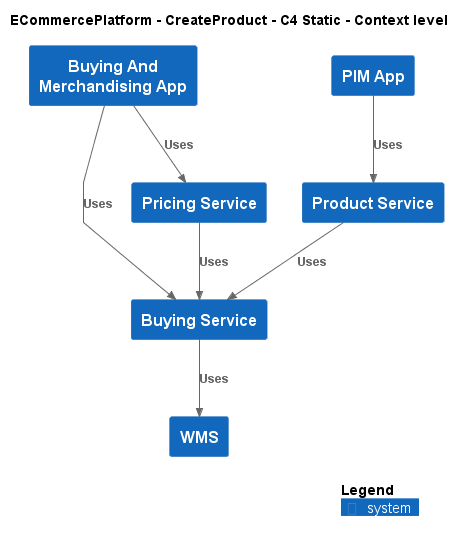 ECommercePlatform - CreateProduct - C4 Static - Context level
Buying And
Merchandising App
PIM App
Uses
Uses
Uses
Pricing Service
Product Service
Uses
Uses
Buying Service
Uses
WMS
Legend
system